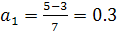 a₁ = (5−3)/7 = 0.3